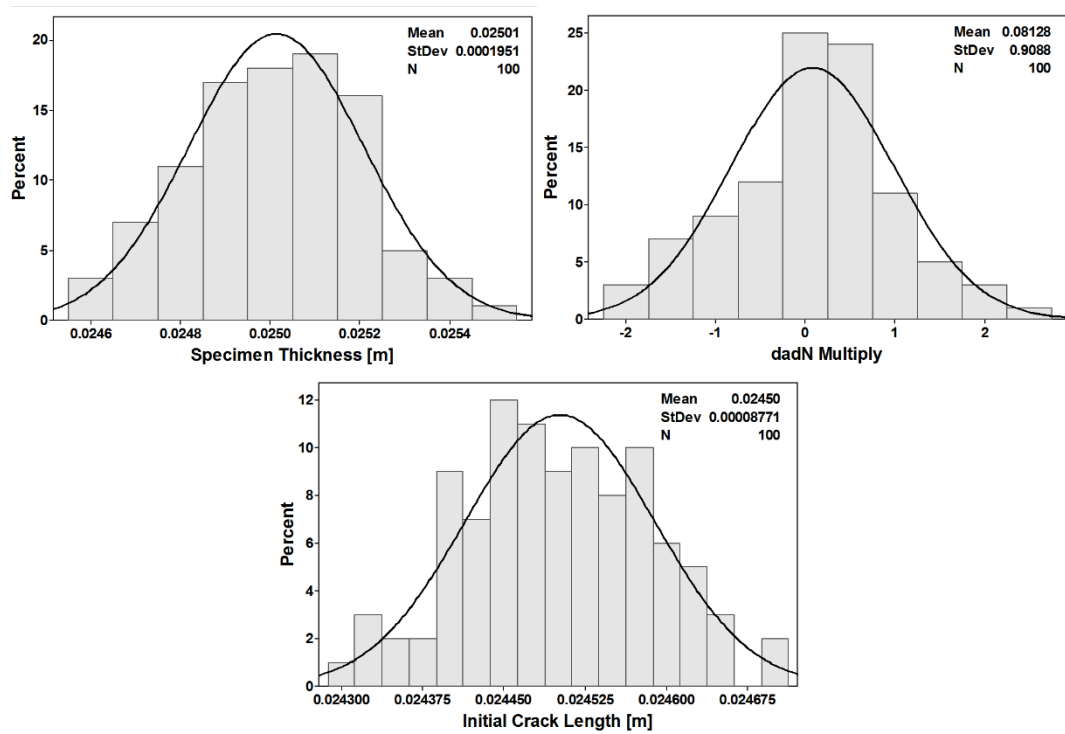 Mean 0.02501
StDev 0.0001951
N 100
20
15
10
5
0
Percent
0.0246 0.0248 0.0250 0.0252 0.0254
Specimen Thickness [m]
Mean 0.08128
StDev 0.9088
N 100
25
20
15
10
5
0
Percent
-2 -1 0 1 2
dadN Multiply
Mean 0.02450
StDev 0.00008771
N 100
12
10
8
6
4
2
0
Percent
0.024300 0.024375 0.024450 0.024525 0.024600 0.024675
Initial Crack Length [m]